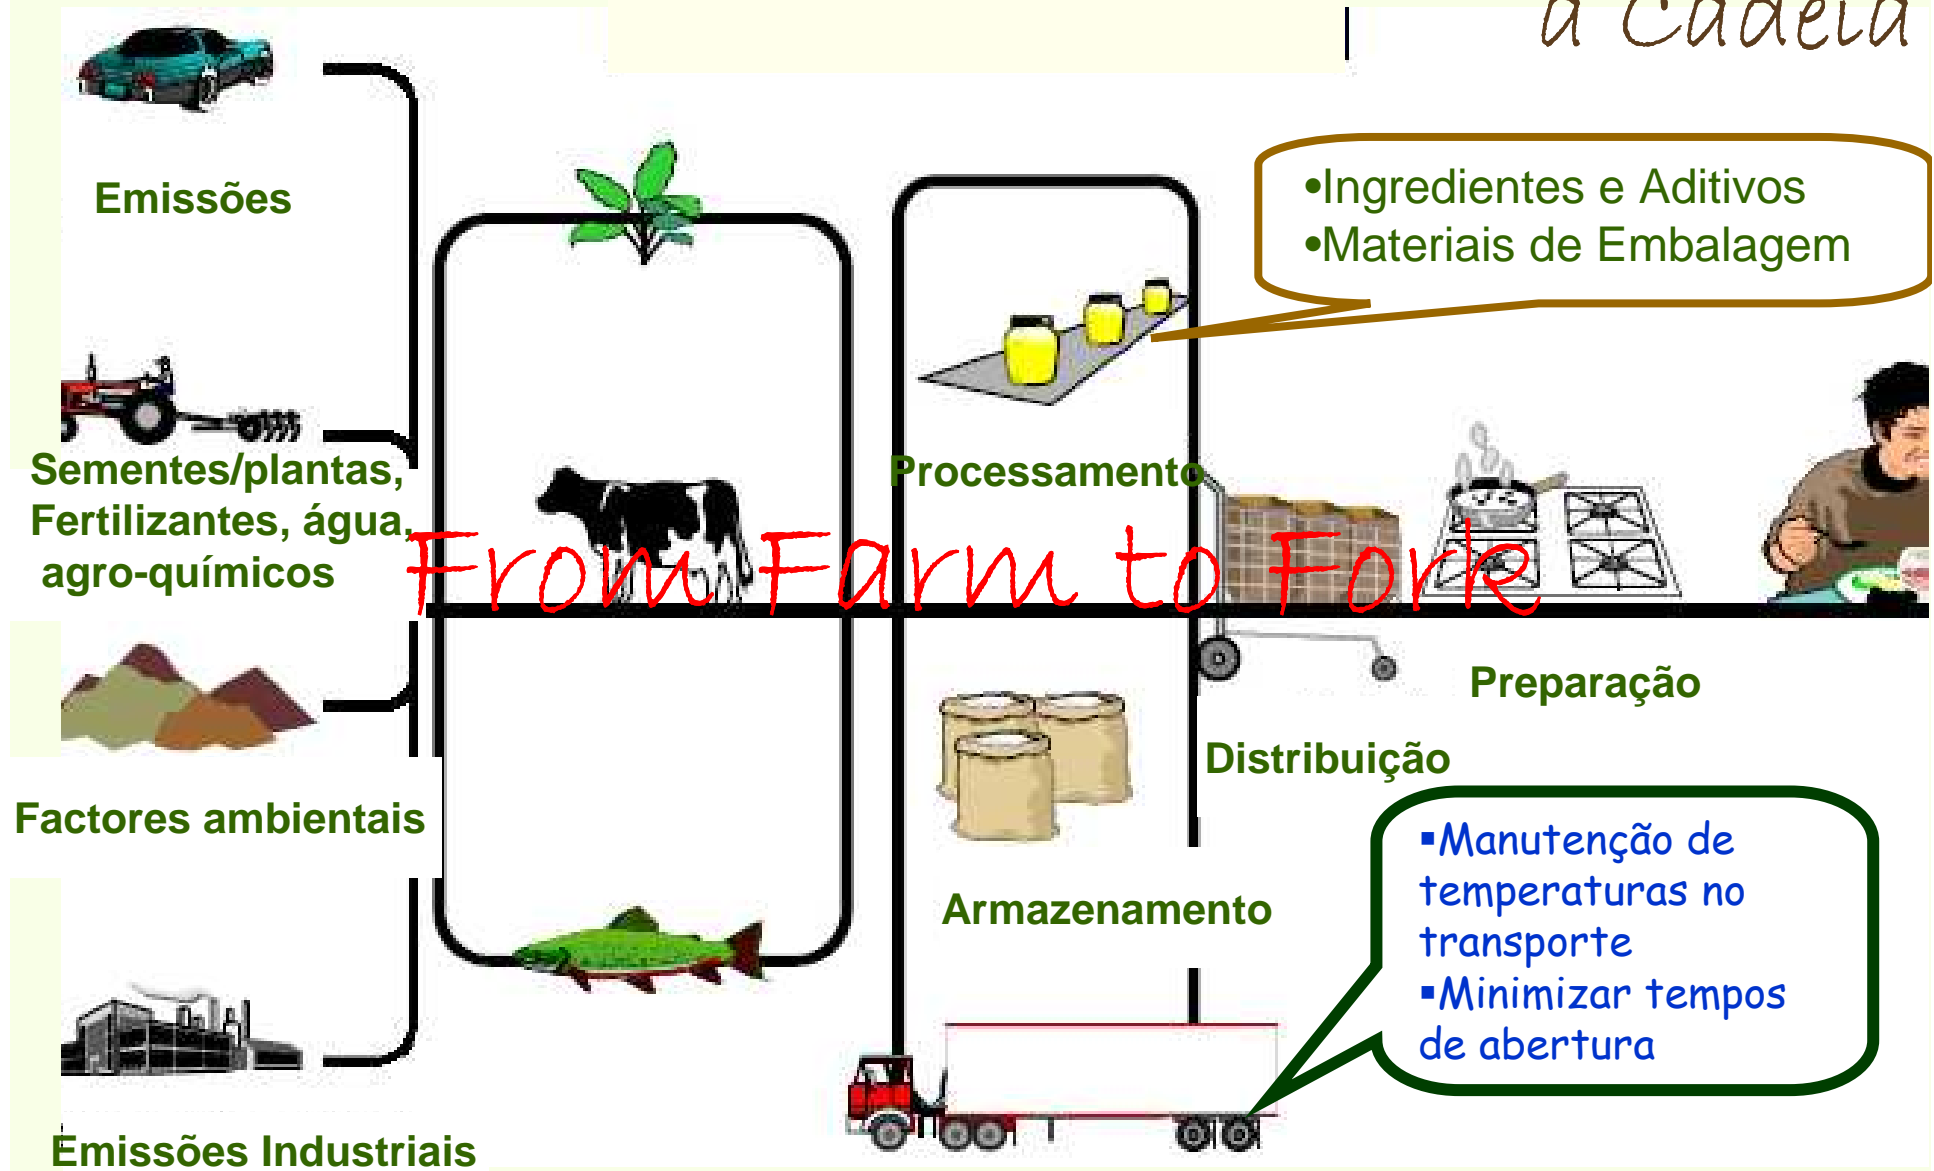 a Cadeia
Emissões
•Ingredientes e Aditivos
•Materiais de Embalagem
Sementes/plantas,
Fertilizantes, água,
agro-químicos
Processamento
From Farm to Fork
Preparação
Distribuição
Factores ambientais
Armazenamento
▪Manutenção de
temperaturas no
transporte
▪Minimizar tempos
de abertura
Emissões Industriais